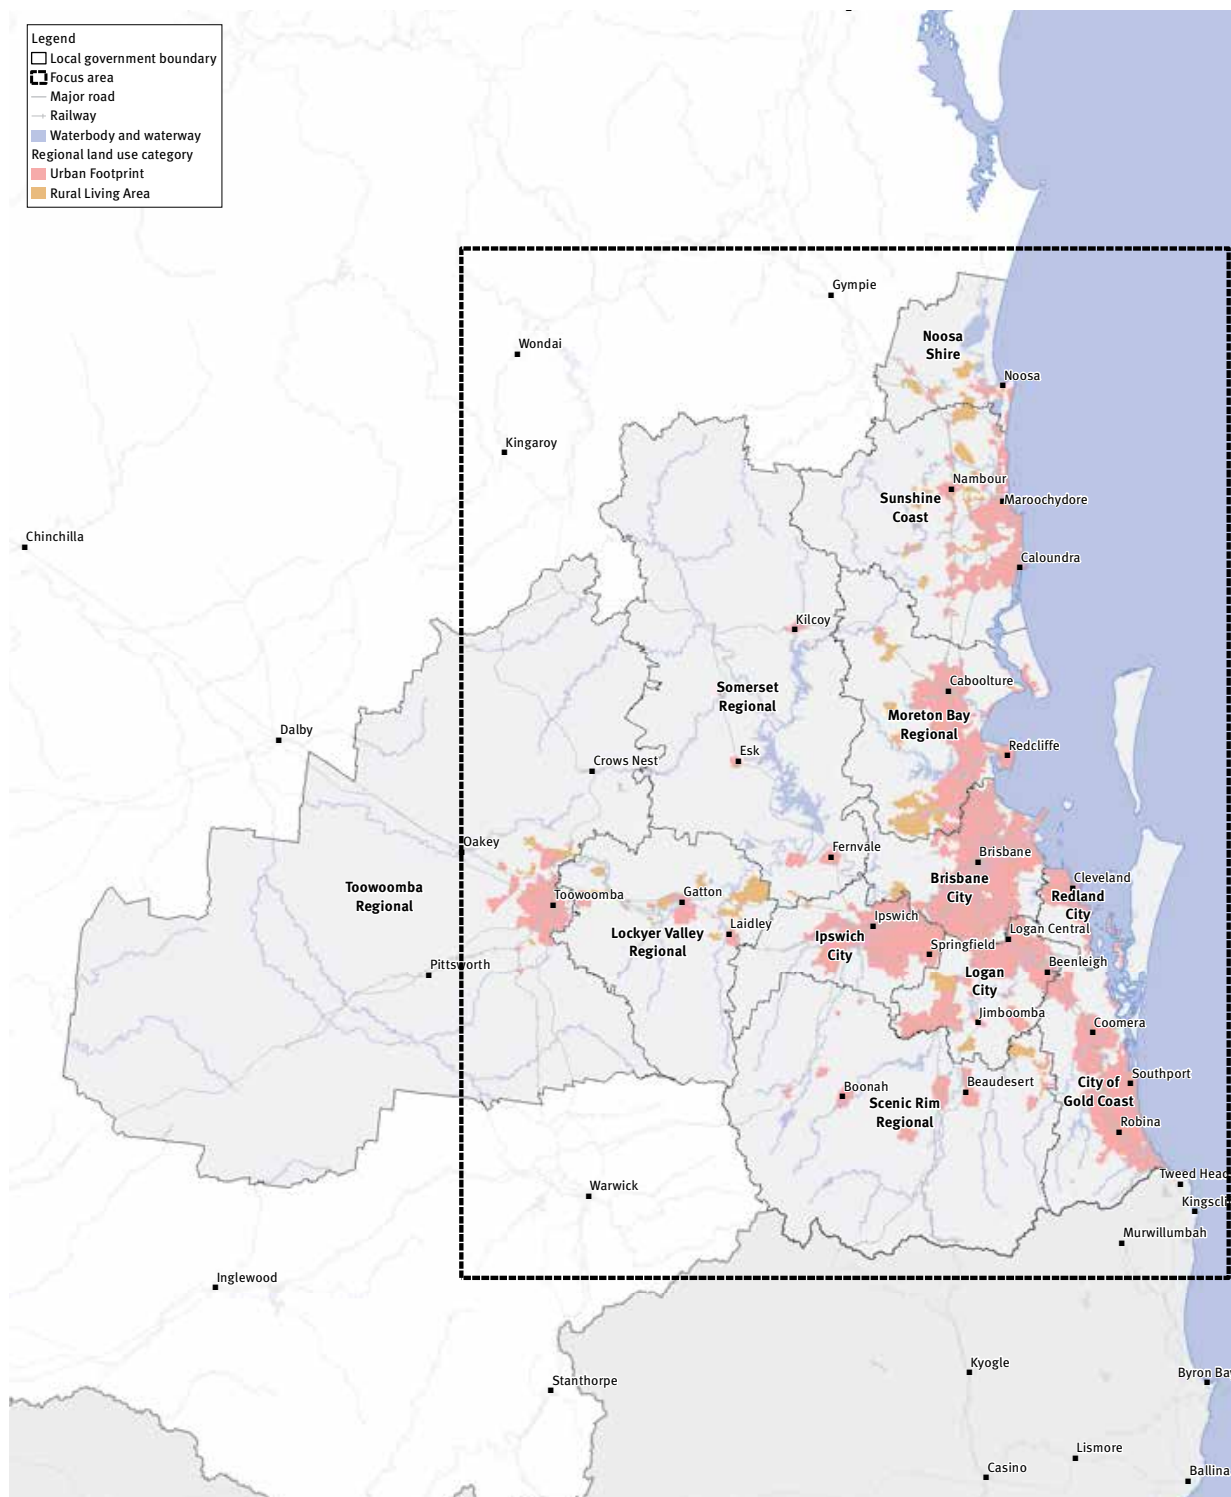 Legend
Local government boundary
Focus area
Major road
Railway
Waterbody and waterway
Regional land use category
Urban Footprint
Rural Living Area
Gympie
Wondai
Noosa
Shire
Noosa
Kingaroy
Nambour
Sunshine
Coast
Maroochydore
Chinchilla
Caloundra
Kilcoy
Caboolture
Somerset
Regional
Moreton Bay
Regional
Dalby
Redcliffe
Esk
Crows Nest
Oakey
Fernvale
Brisbane
Toowoomba
Regional
Brisbane
City
Cleveland
Redland
City
Toowoomba
Gatton
Laidley
Lockyer Valley
Regional
Ipswich
Ipswich
City
Logan Central
Springfield
Beenleigh
Pittsworth
Logan
City
Jimboomba
Coomera
Southport
Boonah
Beaudesert
City of
Gold Coast
Scenic Rim
Regional
Robina
Tweed Head
Warwick
Kingscli
Murwillumbah
Inglewood
Kyogle
Stanthorpe
Byron Bay
Lismore
Casino
Ballina